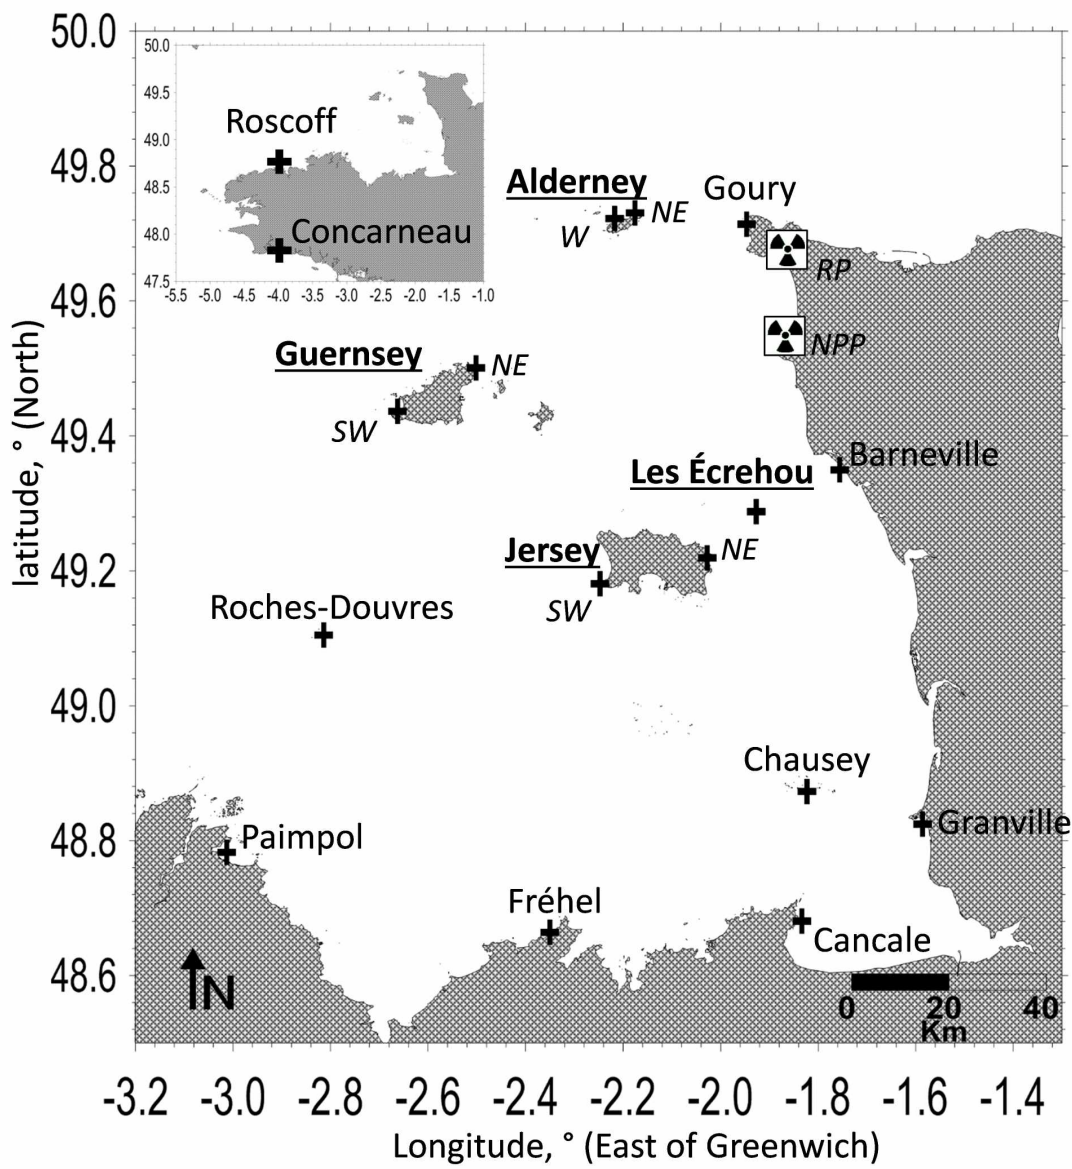 50.0
49.8
49.6
49.4
49.2
49.0
48.8
48.6
latitude, ° (North)
50.0
49.5
49.0
48.5
48.0
47.5
-5.5 -5.0 -4.5 -4.0 -3.5 -3.0 -2.5 -2.0 -1.5 -1.0
Roscoff
Concarneau
Alderney
NE
W
Goury
RP
NPP
Guernsey
NE
SW
Barneville
Les Écrehou
Jersey
NE
SW
Roches-Douvres
Chausey
Granville
Paimpol
Fréhel
Cancale
N
0 20 40
Km
-3.2 -3.0 -2.8 -2.6 -2.4 -2.2 -2.0 -1.8 -1.6 -1.4
Longitude, ° (East of Greenwich)